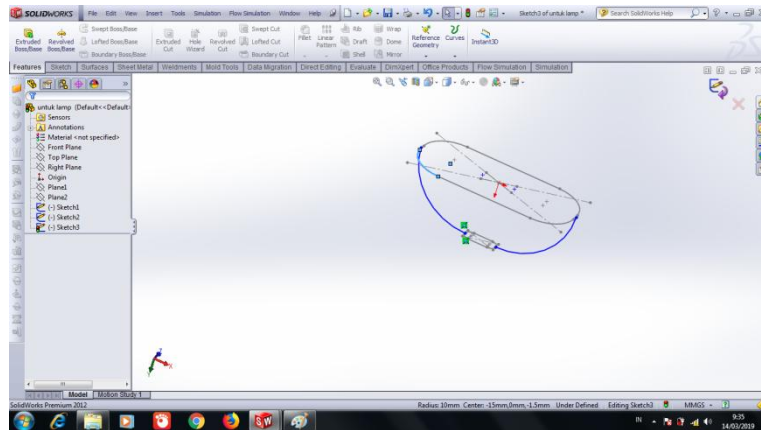 SOLIDWORKS File Edit View Insert Tools Simulation Flow Simulation Window Help Sketch3 of untuk lamp * Search SolidWorks Help
Extruded Boss/Base
Revolved Boss/Base
Swept Boss/Base
Lofted Boss/Base
Boundary Boss/Base
Extruded Cut
Hole Wizard
Revolved Cut
Swept Cut
Lofted Cut
Boundary Cut
Fillet
Linear Pattern
Rib
Draft
Shell
Wrap
Dome
Mirror
Reference Geometry
Curves
Instant3D
Features Sketch Surfaces Sheet Metal Weldments Mold Tools Data Migration Direct Editing Evaluate DimXpert Office Products Flow Simulation Simulation
untuk lamp (Default<<Default>
Sensors
Annotations
Material <not specified>
Front Plane
Top Plane
Right Plane
Origin
Plane1
Plane2
(-) Sketch1
(-) Sketch2
(-) Sketch3
Y X
Model Motion Study 1
SolidWorks Premium 2012 Radius: 10mm Center: -15mm,0mm,-1.5mm Under Defined Editing Sketch3 MMGS
IN 9:35
14/03/2019